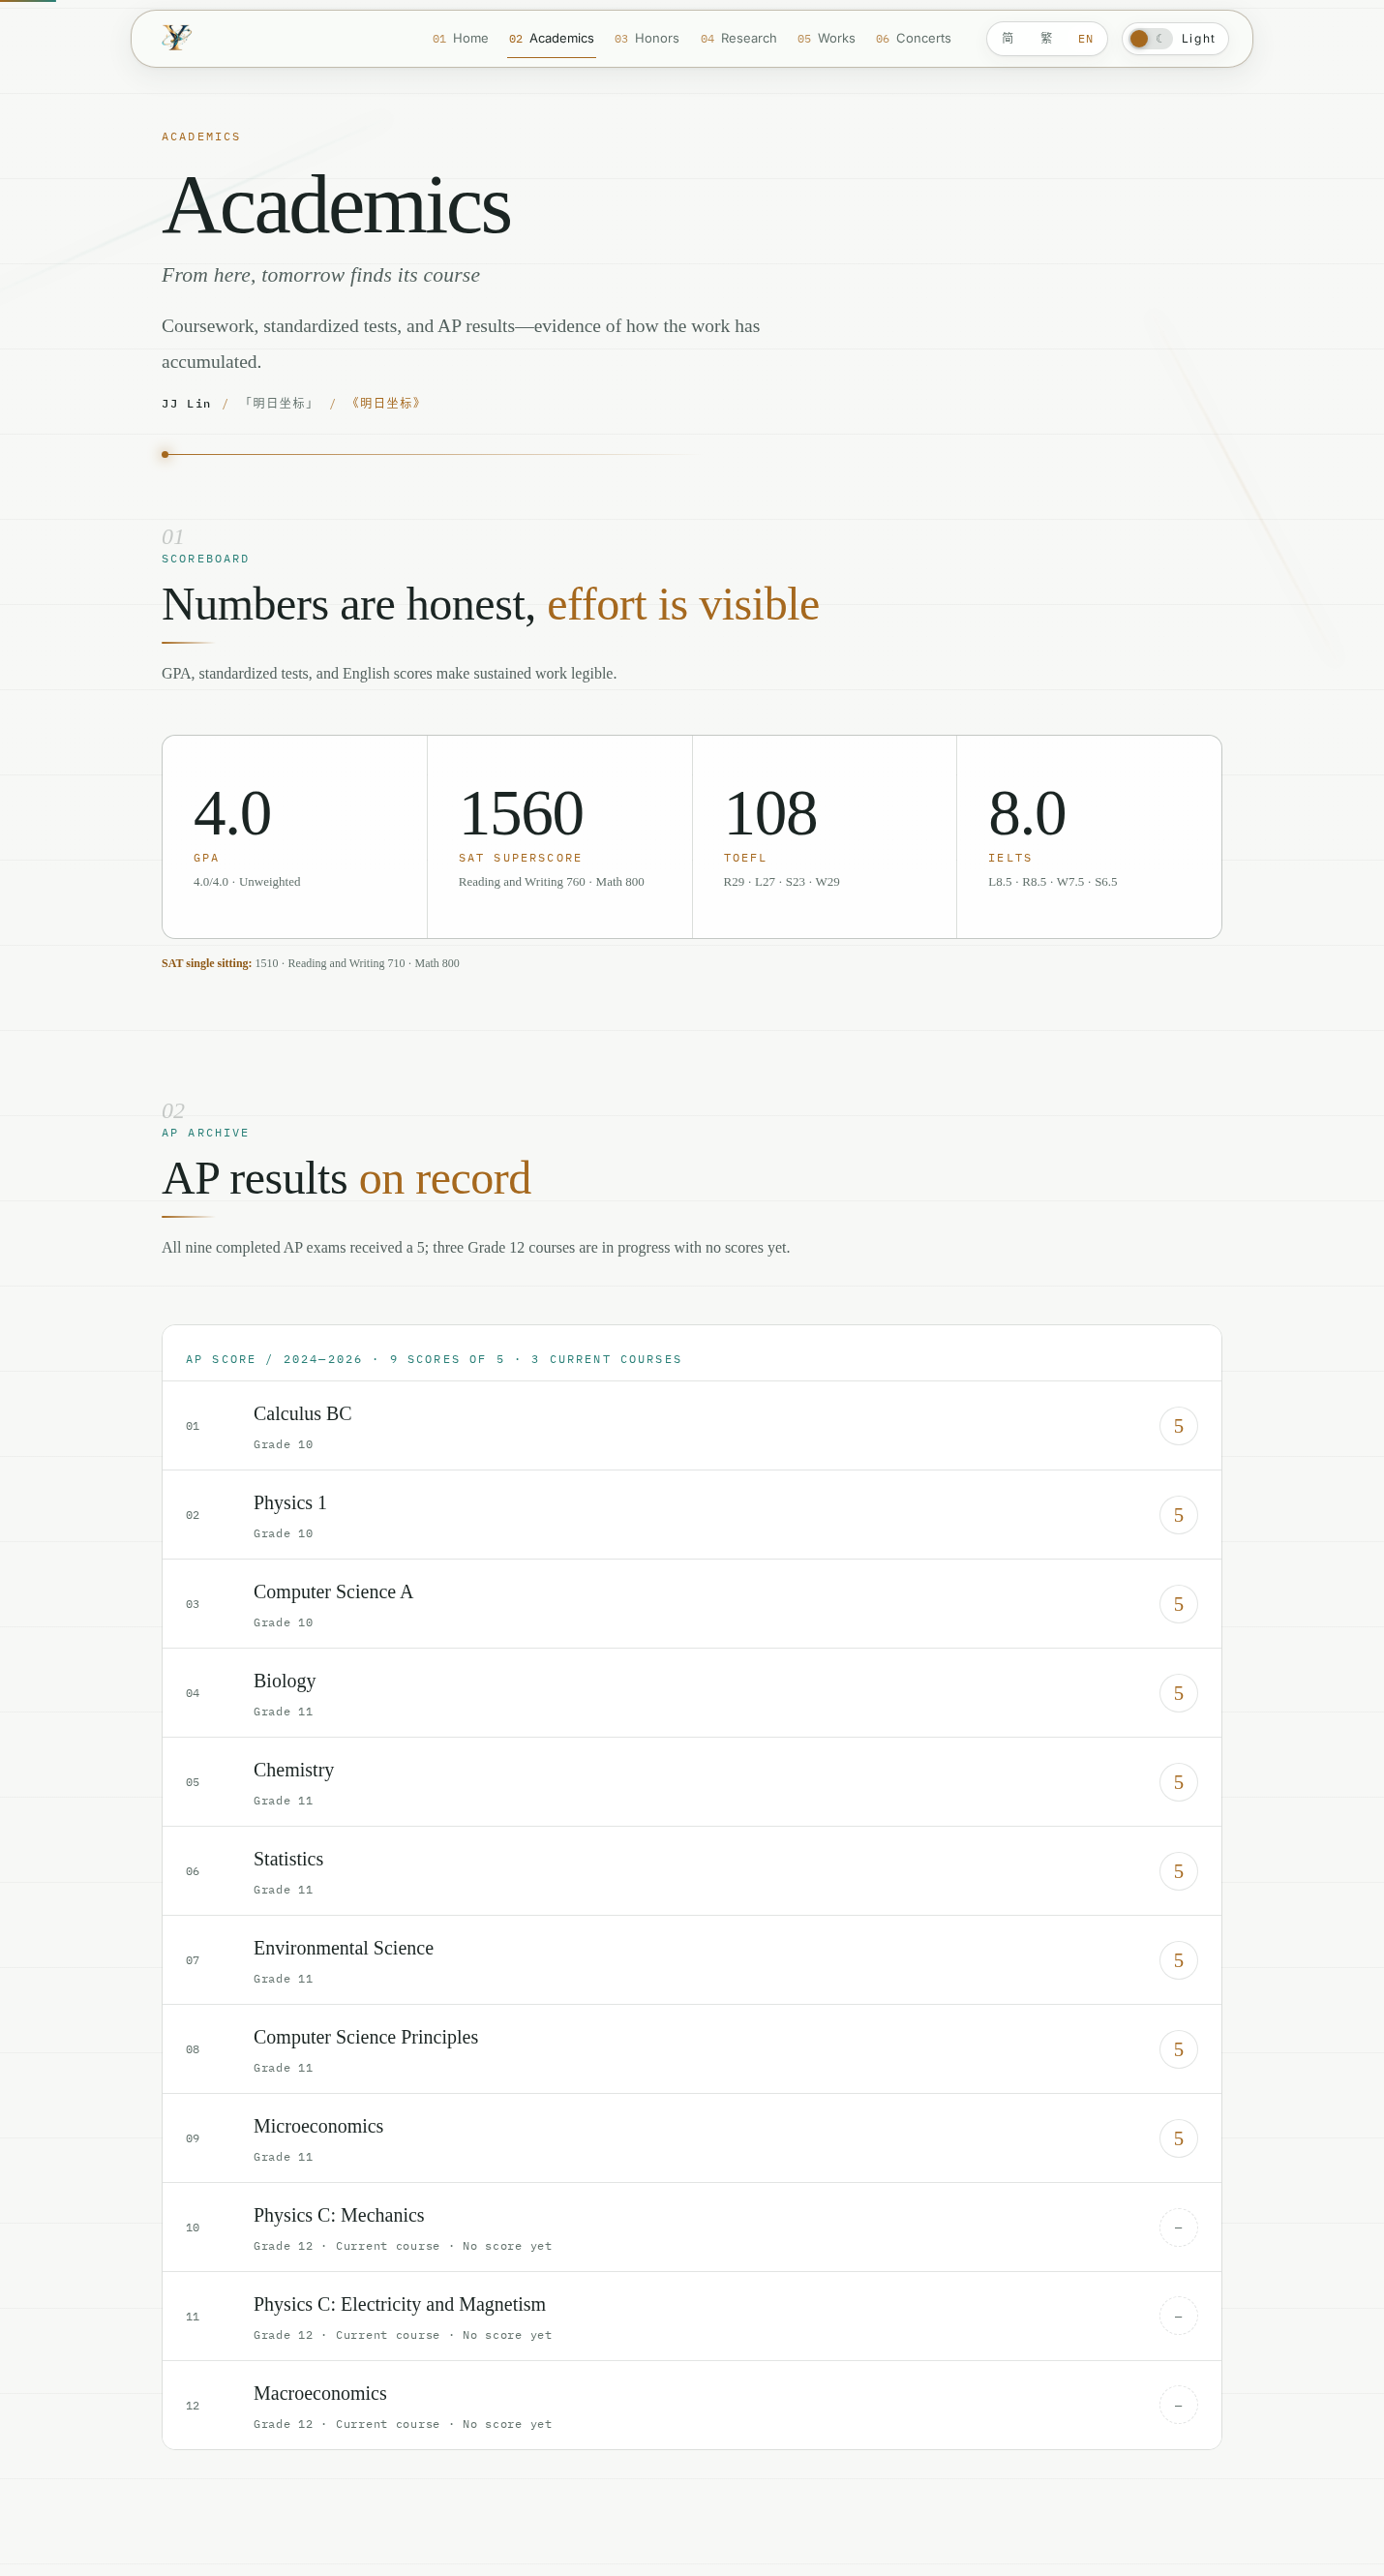 01 Home 02 Academics 03 Honors 04 Research 05 Works 06 Concerts 简 繁 EN Light
ACADEMICS
Academics
From here, tomorrow finds its course
Coursework, standardized tests, and AP results—evidence of how the work has
accumulated.
JJ Lin / 「明日坐标」 / 《明日坐标》
01
SCOREBOARD
Numbers are honest, effort is visible
GPA, standardized tests, and English scores make sustained work legible.
4.0
GPA
4.0/4.0 · Unweighted
1560
SAT SUPERSCORE
Reading and Writing 760 · Math 800
108
TOEFL
R29 · L27 · S23 · W29
8.0
IELTS
L8.5 · R8.5 · W7.5 · S6.5
SAT single sitting: 1510 · Reading and Writing 710 · Math 800
02
AP ARCHIVE
AP results on record
All nine completed AP exams received a 5; three Grade 12 courses are in progress with no scores yet.
AP SCORE / 2024—2026 · 9 SCORES OF 5 · 3 CURRENT COURSES
01 Calculus BC 5
Grade 10
02 Physics 1 5
Grade 10
03 Computer Science A 5
Grade 10
04 Biology 5
Grade 11
05 Chemistry 5
Grade 11
06 Statistics 5
Grade 11
07 Environmental Science 5
Grade 11
08 Computer Science Principles 5
Grade 11
09 Microeconomics 5
Grade 11
10 Physics C: Mechanics –
Grade 12 · Current course · No score yet
11 Physics C: Electricity and Magnetism –
Grade 12 · Current course · No score yet
12 Macroeconomics –
Grade 12 · Current course · No score yet